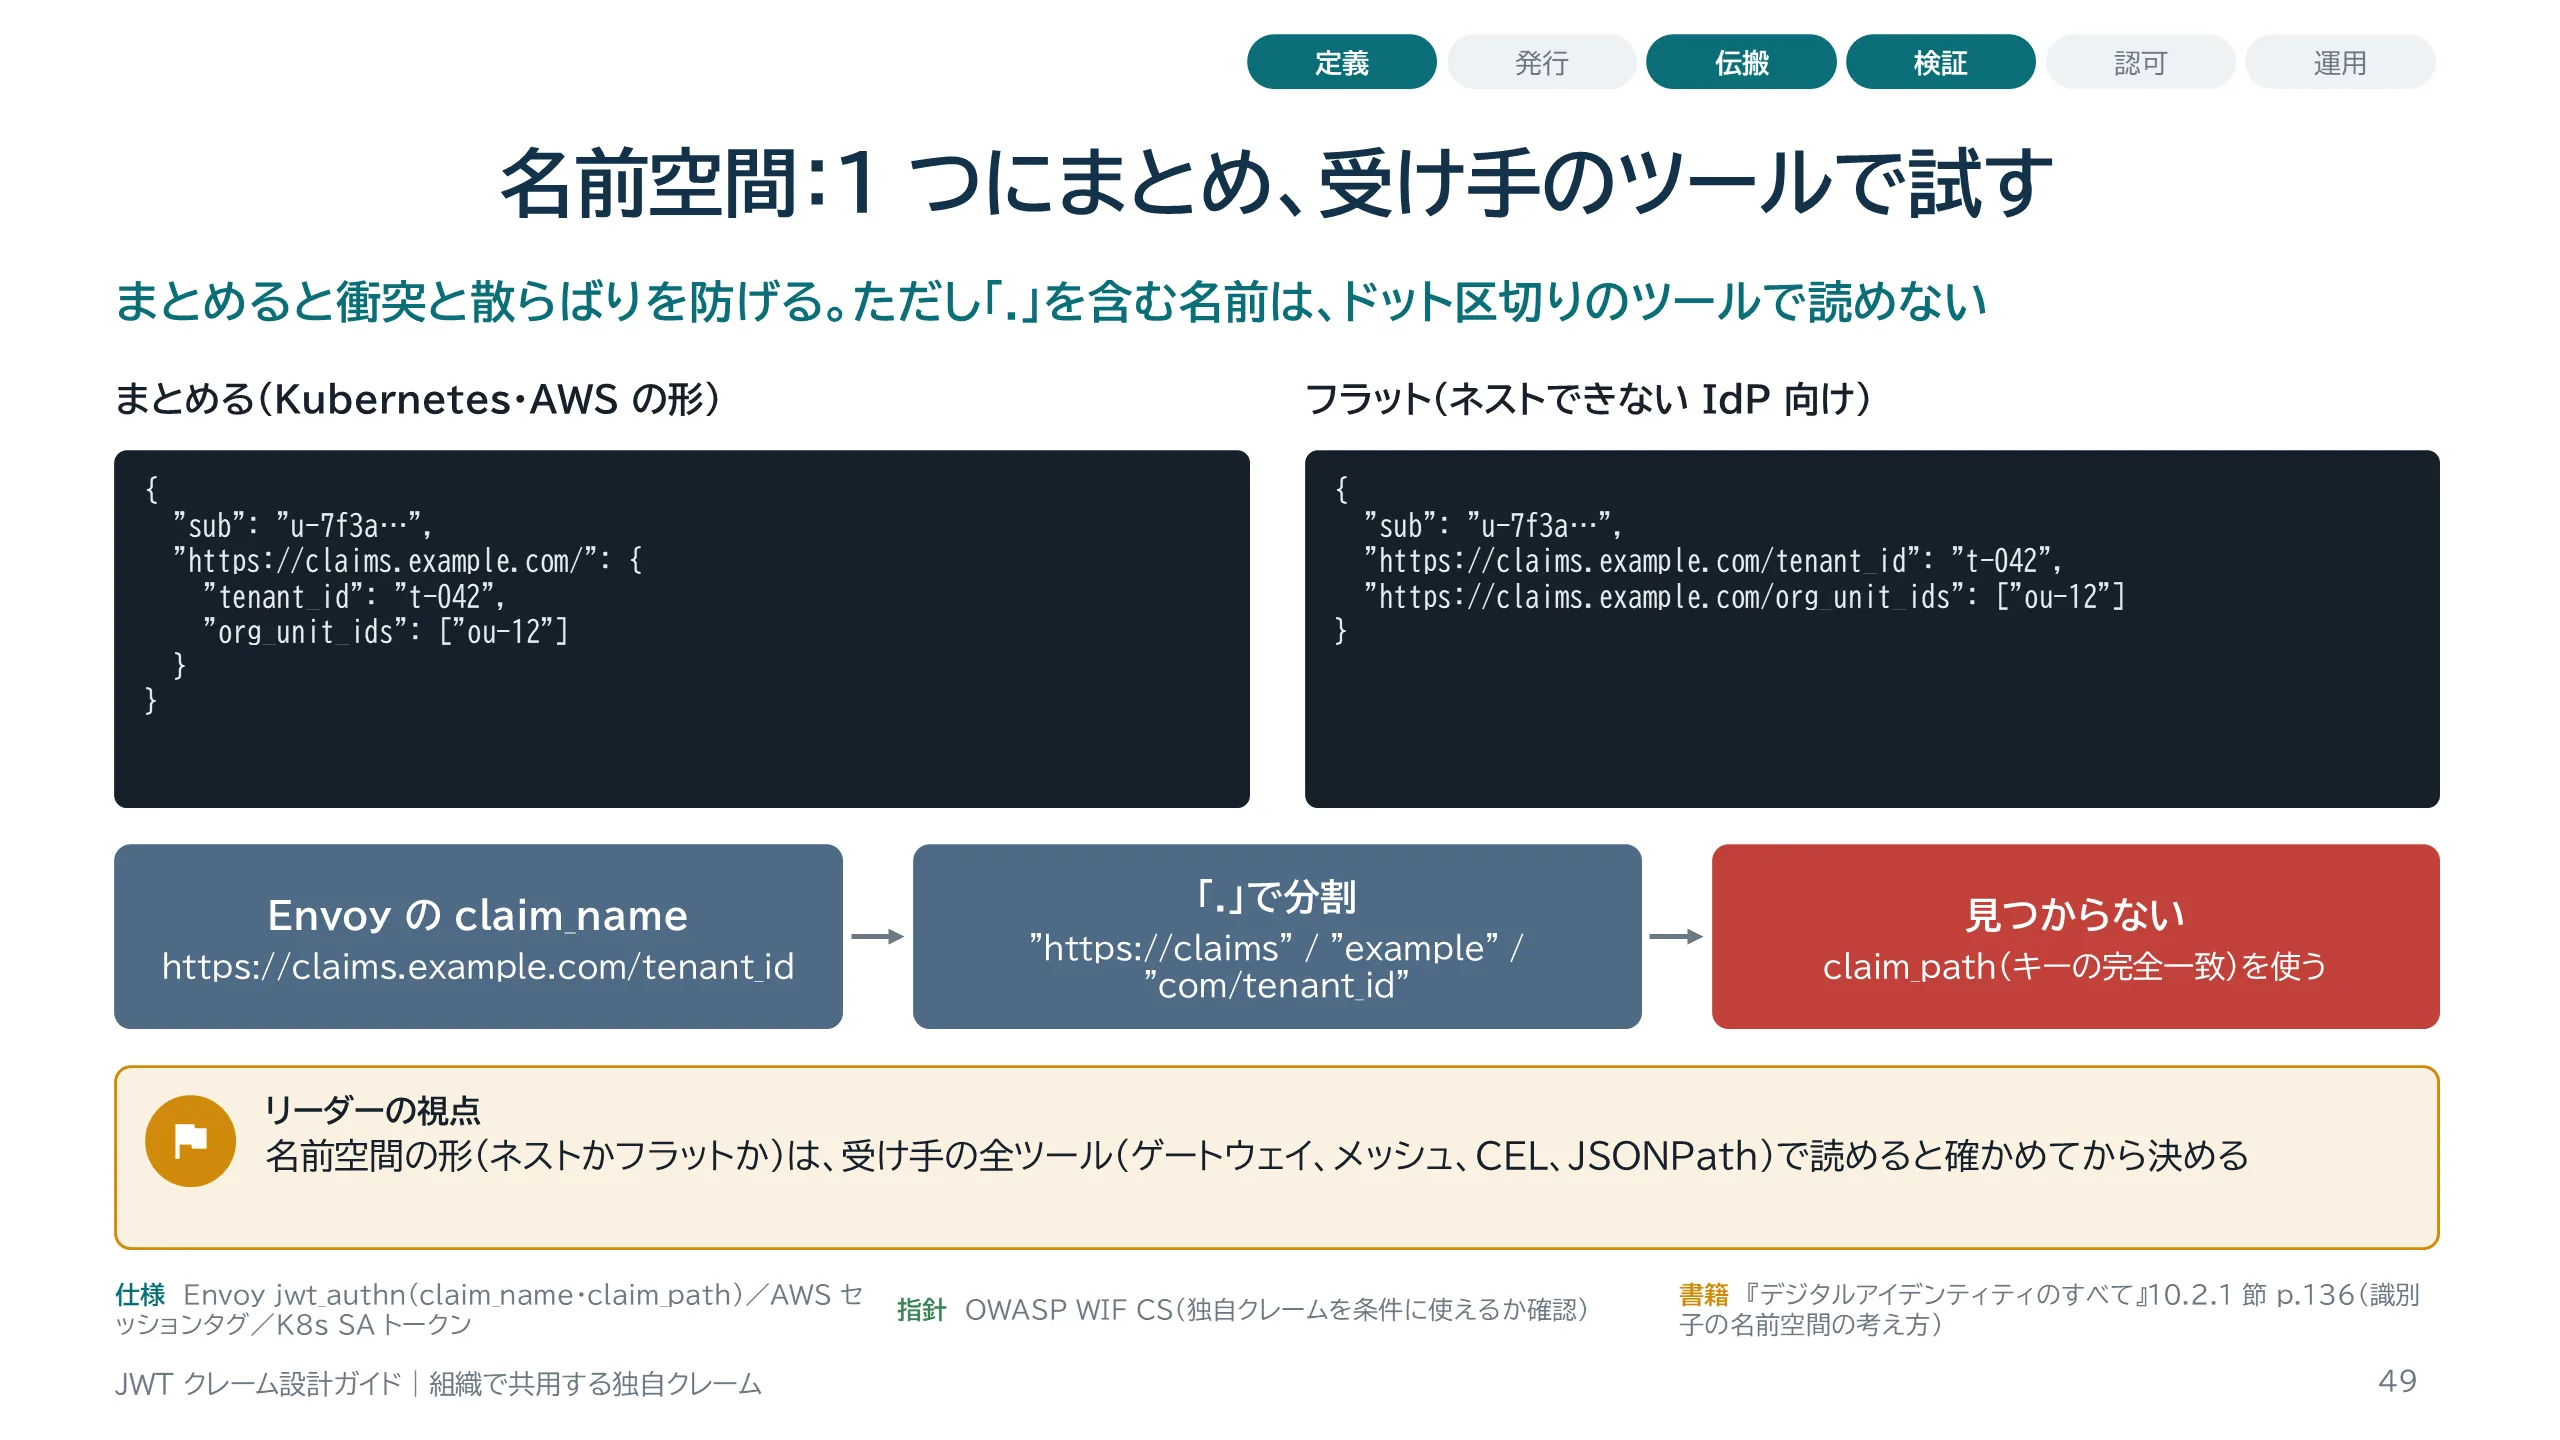 定義 発行 伝搬 検証 認可 運用
名前空間：1 つにまとめ、受け手のツールで試す
まとめると衝突と散らばりを防げる。ただし「.」を含む名前は、ドット区切りのツールで読めない
まとめる（Kubernetes・AWS の形）
{
  ”sub”: ”u-7f3a…”,
  ”https://claims.example.com/”: {
    ”tenant_id”: ”t-042”,
    ”org_unit_ids”: [”ou-12”]
  }
}
フラット（ネストできない IdP 向け）
{
  ”sub”: ”u-7f3a…”,
  ”https://claims.example.com/tenant_id”: ”t-042”,
  ”https://claims.example.com/org_unit_ids”: [”ou-12”]
}
Envoy の claim_name
https://claims.example.com/tenant_id
「.」で分割
”https://claims” / ”example” /
”com/tenant_id”
見つからない
claim_path（キーの完全一致）を使う
リーダーの視点
名前空間の形（ネストかフラットか）は、受け手の全ツール（ゲートウェイ、メッシュ、CEL、JSONPath）で読めると確かめてから決める
仕様 Envoy jwt_authn（claim_name・claim_path）／AWS セ
ッションタグ／K8s SA トークン
指針 OWASP WIF CS（独自クレームを条件に使えるか確認）
書籍 『デジタルアイデンティティのすべて』10.2.1 節 p.136（識別
子の名前空間の考え方）
JWT クレーム設計ガイド｜組織で共用する独自クレーム
49